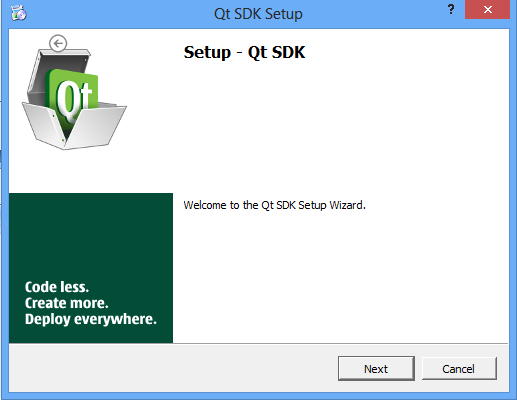 Qt SDK Setup
?
Setup - Qt SDK
Qt
Welcome to the Qt SDK Setup Wizard.
Code less.
Create more.
Deploy everywhere.
Next
Cancel